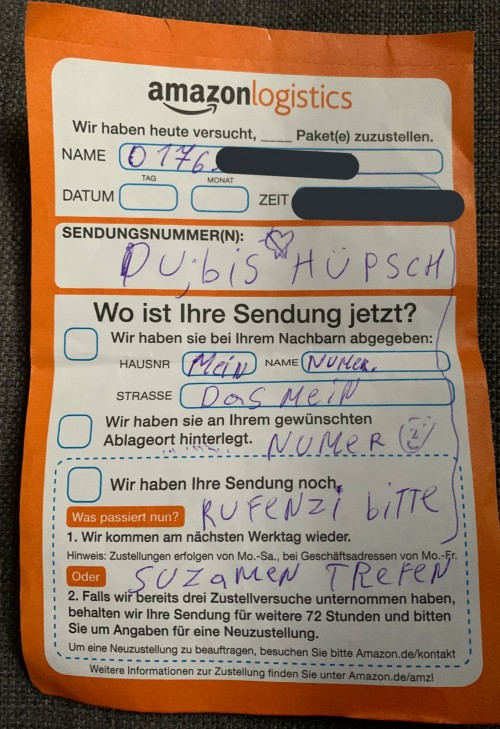 amazonlogistics
Wir haben heute versucht, ____ Paket(e) zuzustellen.
NAME 0176
TAG MONAT
DATUM ZEIT
SENDUNGSNUMMER(N):
DU;bis HÜPSCH
Wo ist Ihre Sendung jetzt?
Wir haben sie bei Ihrem Nachbarn abgegeben:
HAUSNR MeiN NAME NUMER.
STRASSE Das MeiN
Wir haben sie an Ihrem gewünschten
Ablageort hinterlegt. NUMeR
Wir haben Ihre Sendung noch.
Was passiert nun? RUFENZi biTTe
1. Wir kommen am nächsten Werktag wieder.
Hinweis: Zustellungen erfolgen von Mo.-Sa., bei Geschäftsadressen von Mo.-Fr.
Oder SUZaMeN TReFeN
2. Falls wir bereits drei Zustellversuche unternommen haben,
behalten wir Ihre Sendung für weitere 72 Stunden und bitten
Sie um Angaben für eine Neuzustellung.
Um eine Neuzustellung zu beauftragen, besuchen Sie bitte Amazon.de/kontakt
Weitere Informationen zur Zustellung finden Sie unter Amazon.de/amzl